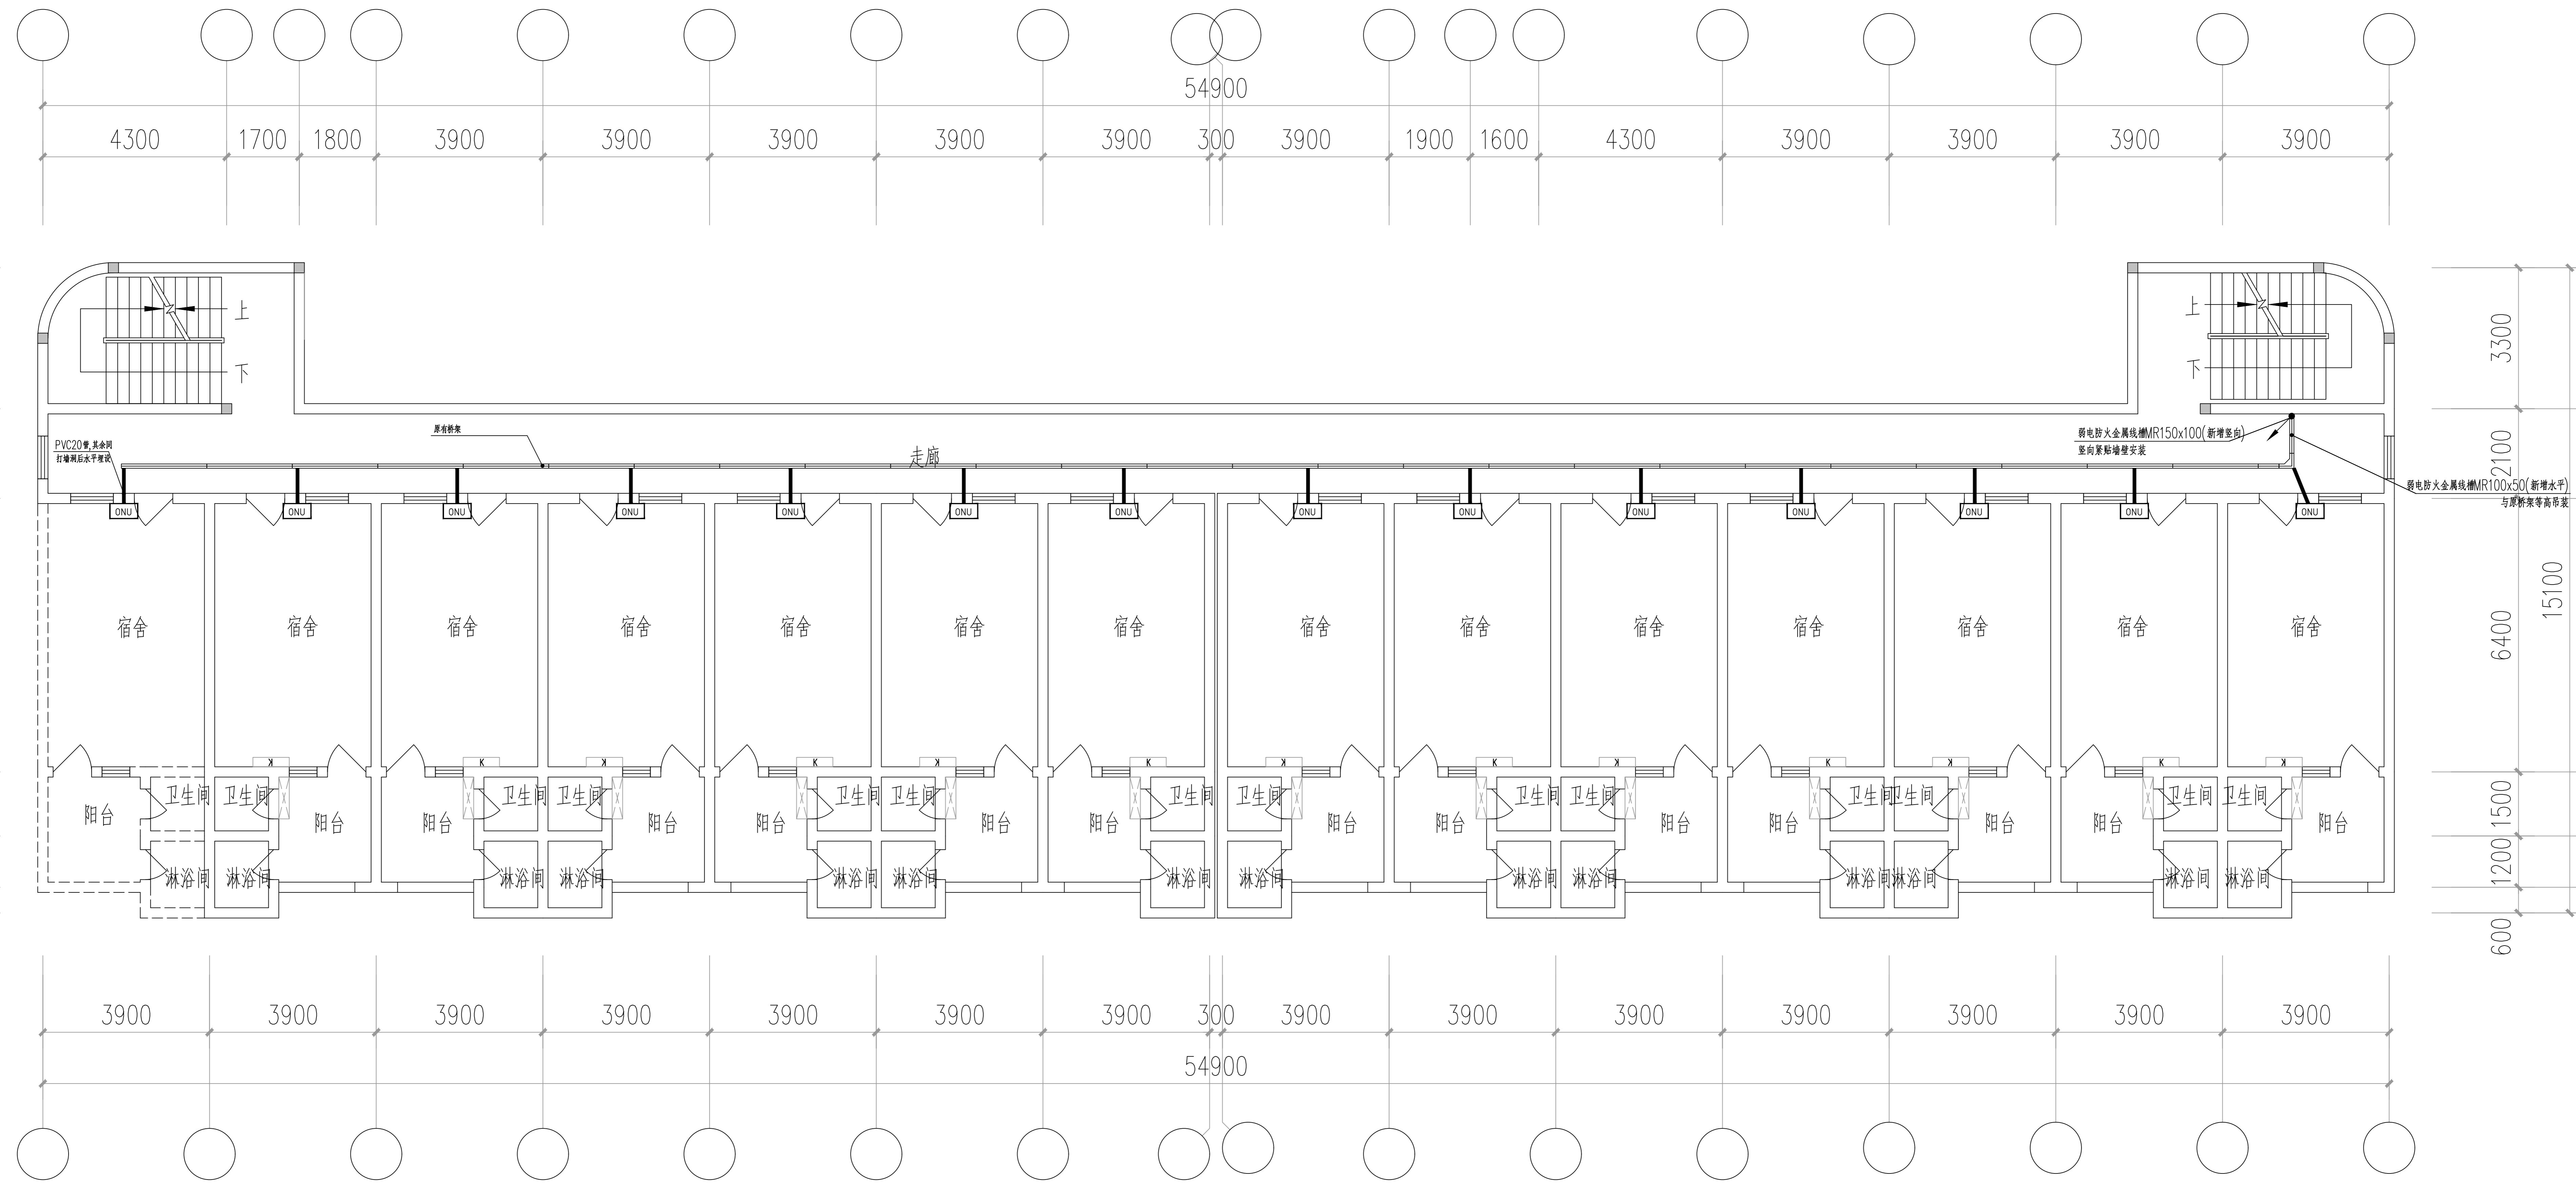 54900
4300 1700 1800 3900 3900 3900 3900 3900 300 3900 1900 1600 4300 3900 3900 3900 3900
上
上
下
下
3300
2100
6400
15100
1500
1200
600
PVC20管,其余同
打墙洞后水平埋设
原有桥架
走廊
弱电防火金属线槽MR150x100(新增竖向)
竖向紧贴墙壁安装
弱电防火金属线槽MR100x50(新增水平)
与原桥架等高吊装
ONU ONU ONU ONU ONU ONU ONU ONU ONU ONU ONU ONU ONU ONU
宿舍 宿舍 宿舍 宿舍 宿舍 宿舍 宿舍 宿舍 宿舍 宿舍 宿舍 宿舍 宿舍 宿舍
K K K K K K K K K K K K K
卫生间 卫生间 卫生间 卫生间 卫生间 卫生间 卫生间 卫生间 卫生间 卫生间 卫生间 卫生间 卫生间 卫生间
阳台 阳台 阳台 阳台 阳台 阳台 阳台 阳台 阳台 阳台 阳台 阳台 阳台 阳台
淋浴间 淋浴间 淋浴间 淋浴间 淋浴间 淋浴间 淋浴间 淋浴间 淋浴间 淋浴间 淋浴间 淋浴间 淋浴间 淋浴间
3900 3900 3900 3900 3900 3900 3900 300 3900 3900 3900 3900 3900 3900 3900
54900